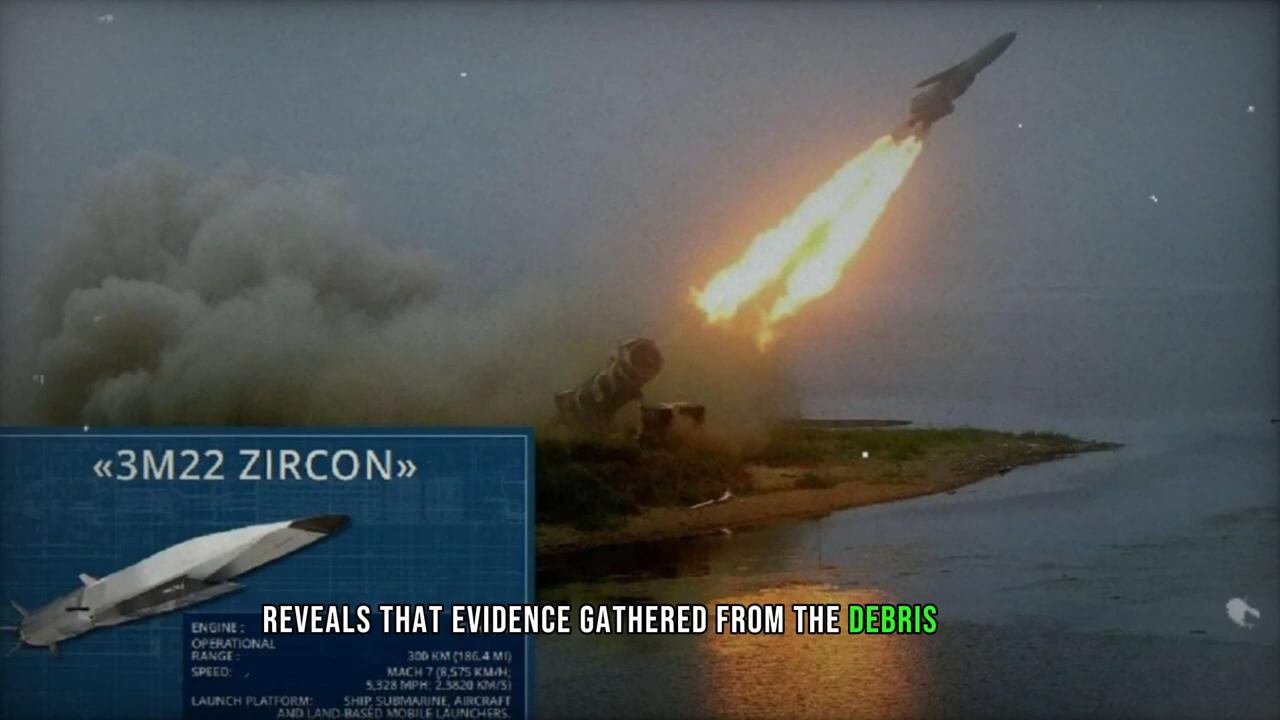 «3M22 ZIRCON»
REVEALS THAT EVIDENCE GATHERED FROM THE DEBRIS
ENGINE:
OPERATIONAL
RANGE: 300 KM (186.4 MI)
SPEED: MACH 7 (8,575 KM/H;
5,328 MPH; 2.3820 KM/S)
LAUNCH PLATFORM: SHIP, SUBMARINE, AIRCRAFT
AND LAND-BASED MOBILE LAUNCHERS.